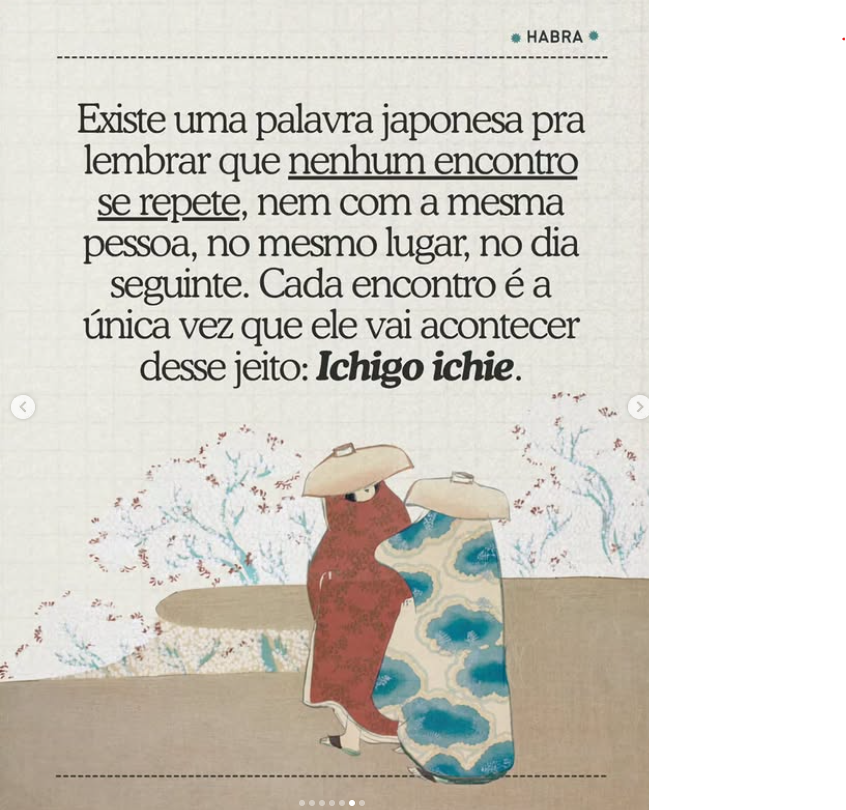 HABRA
Existe uma palavra japonesa pra
lembrar que nenhum encontro
se repete, nem com a mesma
pessoa, no mesmo lugar, no dia
seguinte. Cada encontro é a
única vez que ele vai acontecer
desse jeito: Ichigo ichie.